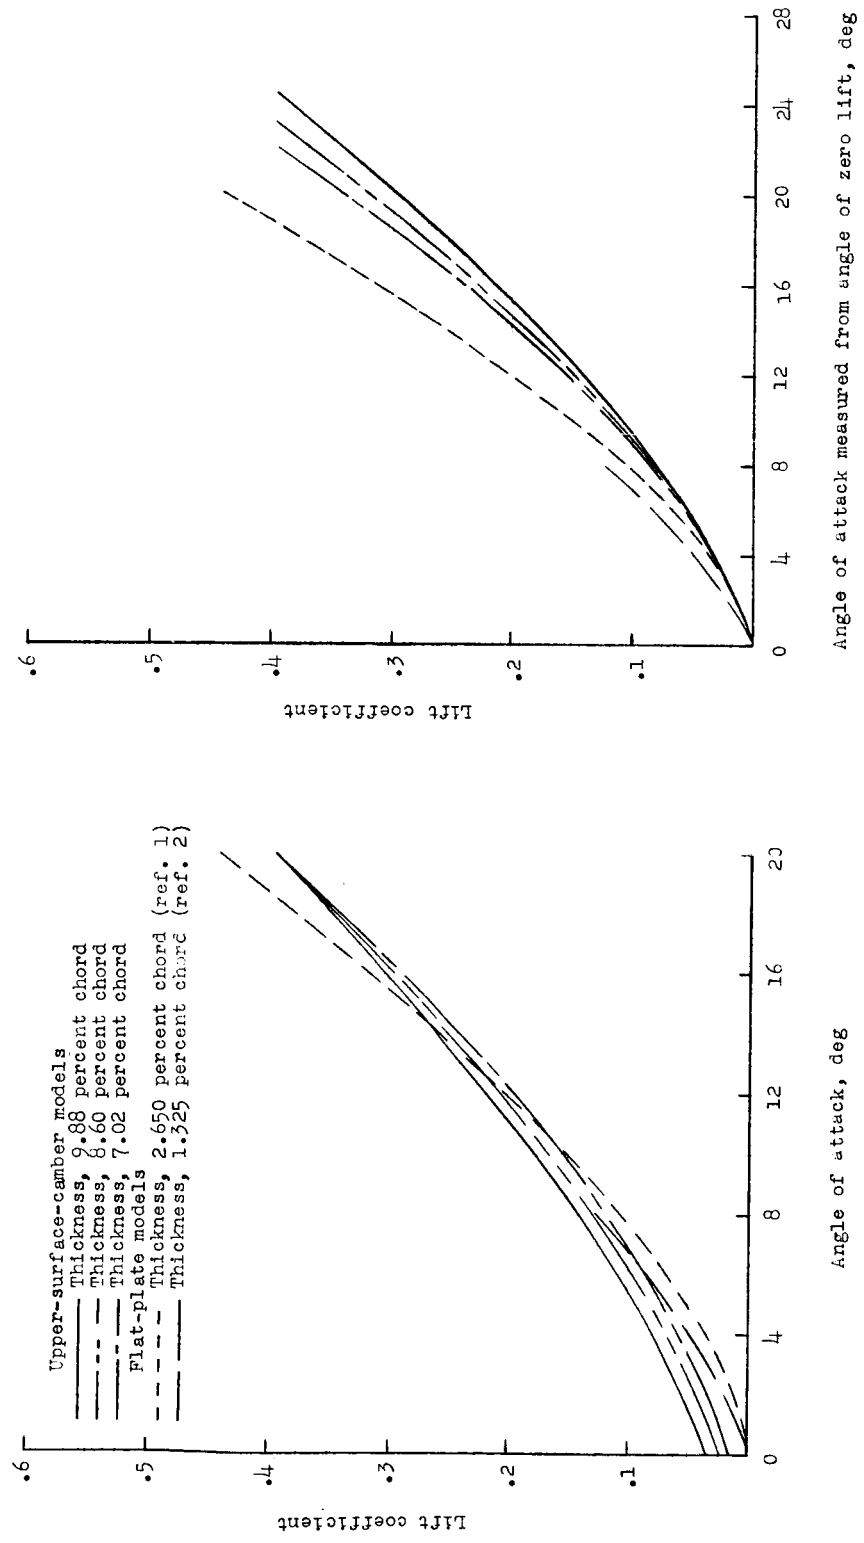 Upper-surface-camber models
Thickness, 9.88 percent chord
Thickness, 8.60 percent chord
Thickness, 7.02 percent chord
Flat-plate models
Thickness, 2.650 percent chord (ref. 1)
Thickness, 1.325 percent chord (ref. 2)
.6
.5
.4
.3
.2
.1
Lift coefficient
0
4
8
12
16
20
Angle of attack, deg
.6
.5
.4
.3
.2
.1
Lift coefficient
0
4
8
12
16
20
24
28
Angle of attack measured from angle of zero lift, deg